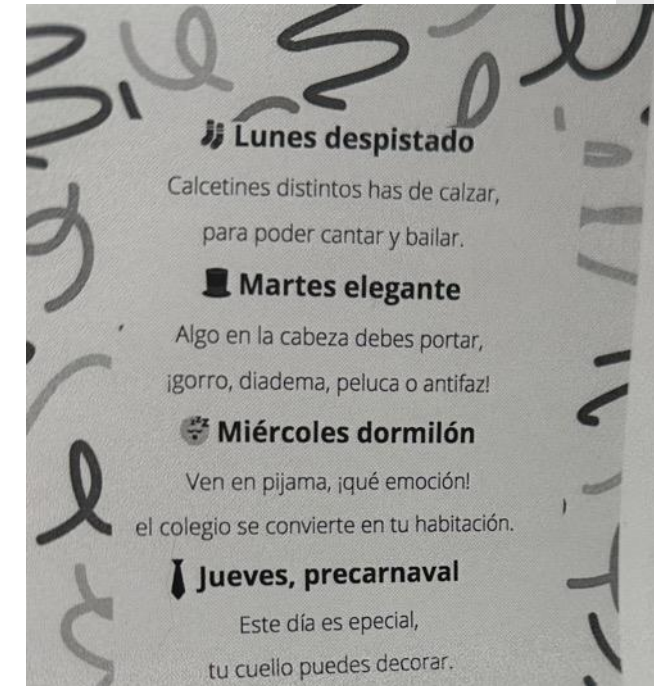 Lunes despistado
Calcetines distintos has de calzar,
para poder cantar y bailar.
Martes elegante
Algo en la cabeza debes portar,
¡gorro, diadema, peluca o antifaz!
zzz
Miércoles dormilón
Ven en pijama, ¡qué emoción!
el colegio se convierte en tu habitación.
Jueves, precarnaval
Este día es epecial,
tu cuello puedes decorar.